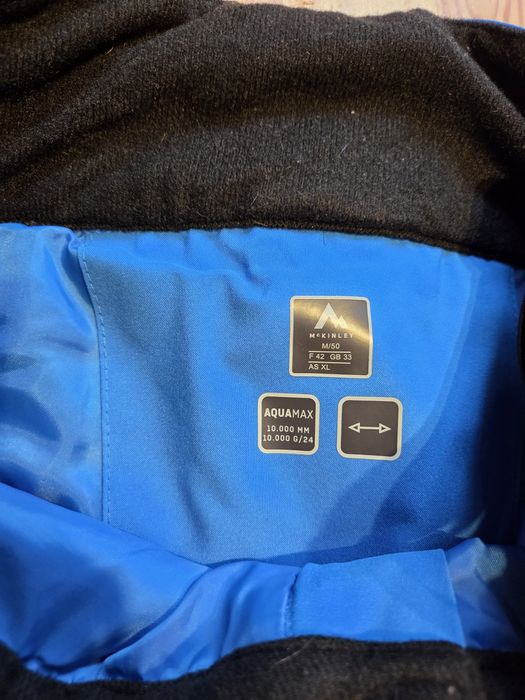 McKINLEY
M/50
F 42 GB 33
AS XL
AQUAMAX
10.000 MM
10.000 G/24